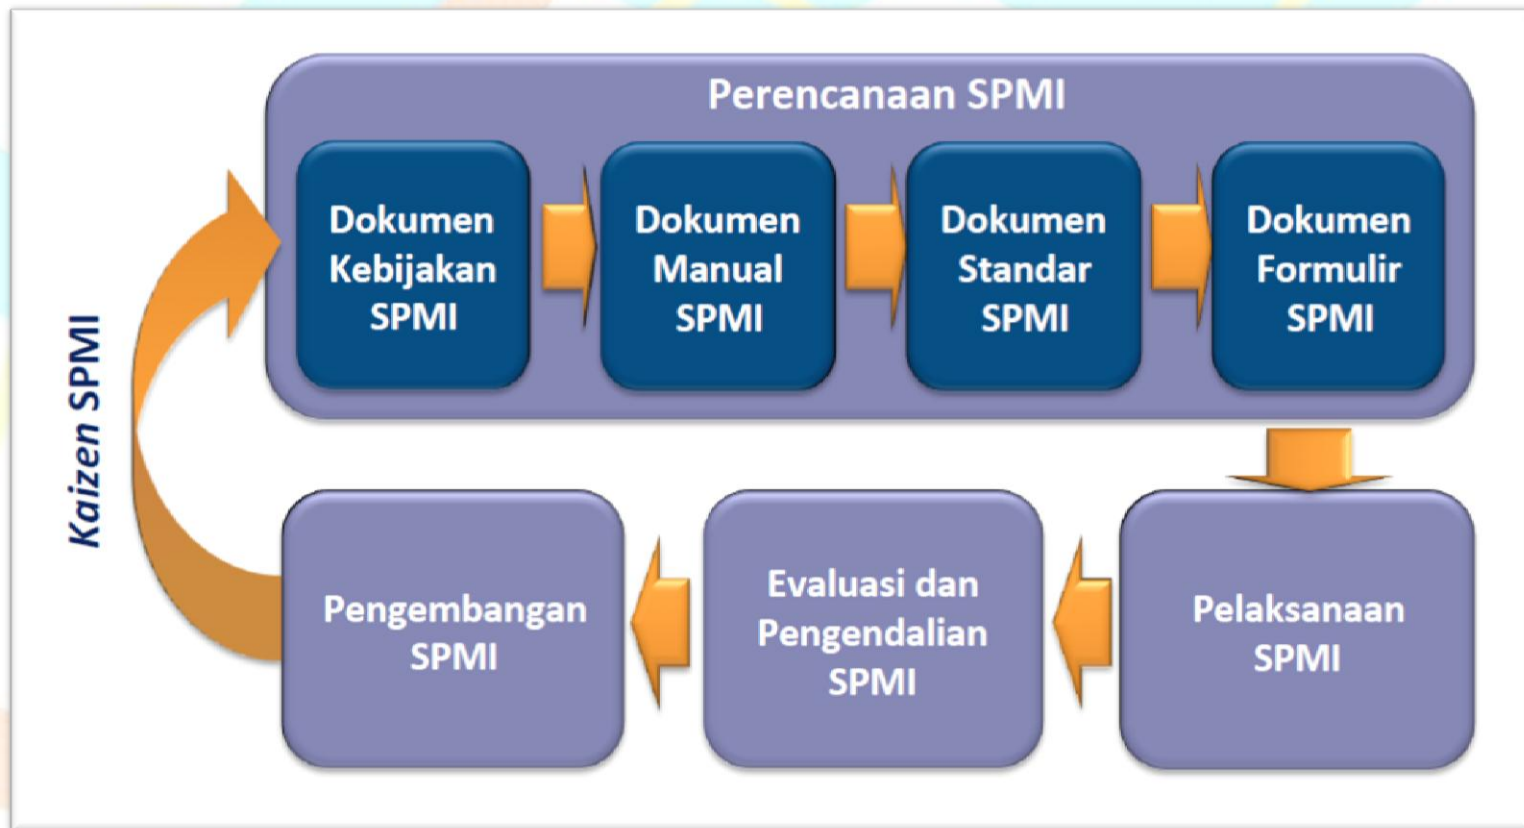 Perencanaan SPMI
Dokumen
Kebijakan
SPMI
Dokumen
Manual
SPMI
Dokumen
Standar
SPMI
Dokumen
Formulir
SPMI
Kaizen SPMI
Pengembangan
SPMI
Evaluasi dan
Pengendalian
SPMI
Pelaksanaan
SPMI